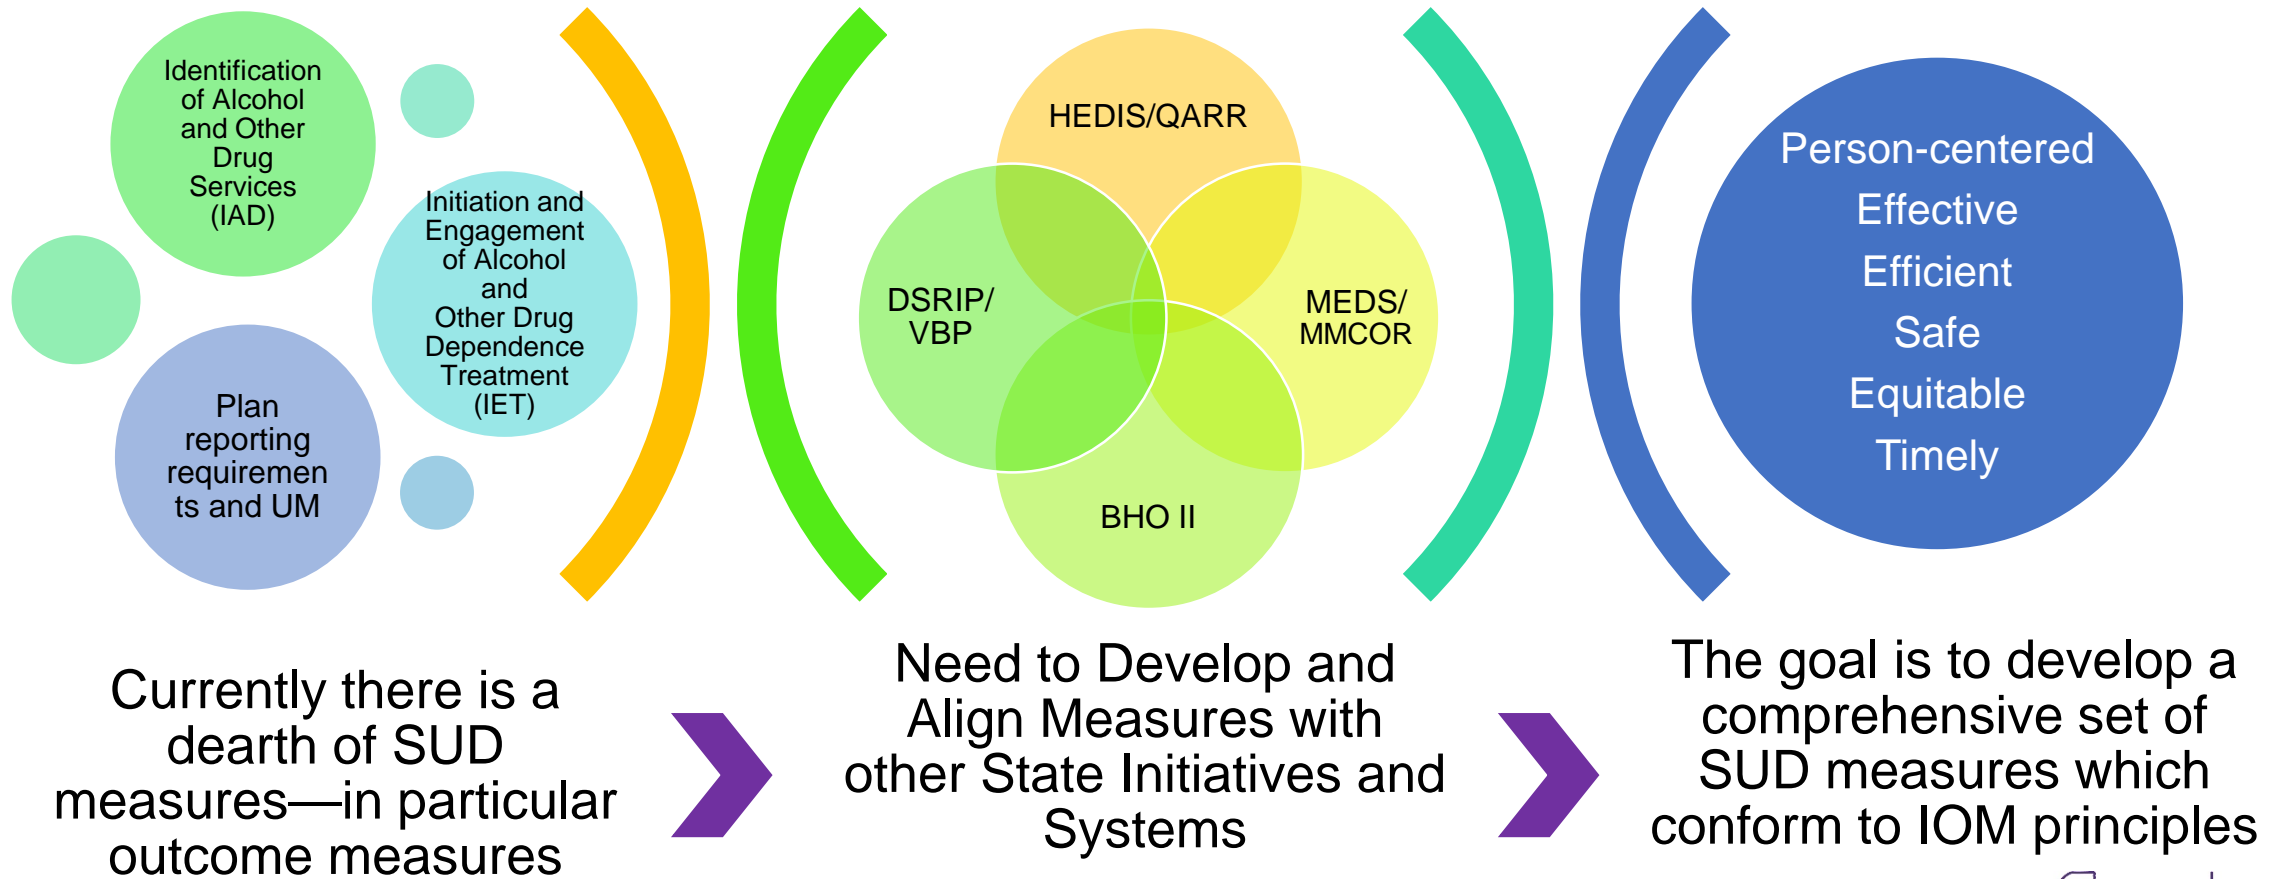 Identification
of Alcohol
and Other
Drug
Services
(IAD)
Initiation and
Engagement
of Alcohol
and
Other Drug
Dependence
Treatment
(IET)
Plan
reporting
requiremen
ts and UM
Currently there is a
dearth of SUD
measures—in particular
outcome measures
HEDIS/QARR
DSRIP/
VBP
MEDS/
MMCOR
BHO II
Need to Develop and
Align Measures with
other State Initiatives and
Systems
Person-centered
Effective
Efficient
Safe
Equitable
Timely
The goal is to develop a
comprehensive set of
SUD measures which
conform to IOM principles